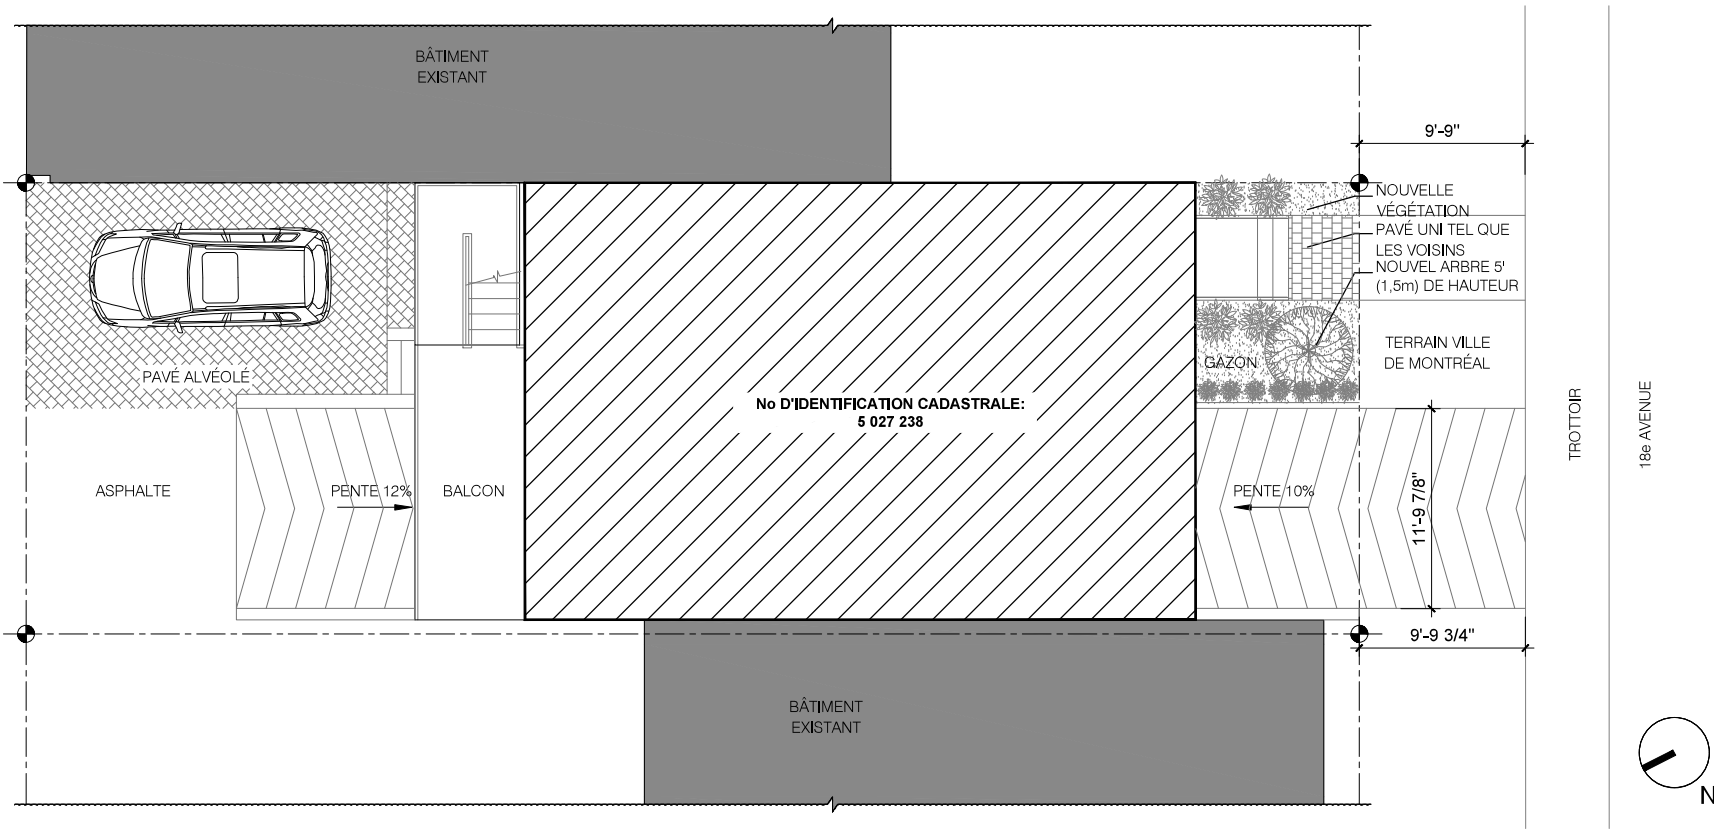 BÂTIMENT
EXISTANT
9'-9"
NOUVELLE
VÉGÉTATION
PAVÉ UNI TEL QUE
LES VOISINS
NOUVEL ARBRE 5'
(1,5m) DE HAUTEUR
GÂZON
TERRAIN VILLE
DE MONTRÉAL
PAVÉ ALVÉOLÉ
No D'IDENTIFICATION CADASTRALE:
5 027 238
TROTTOIR
18e AVENUE
ASPHALTE
PENTE 12%
BALCON
PENTE 10%
11'-9 7/8"
9'-9 3/4"
BÂTIMENT
EXISTANT
N